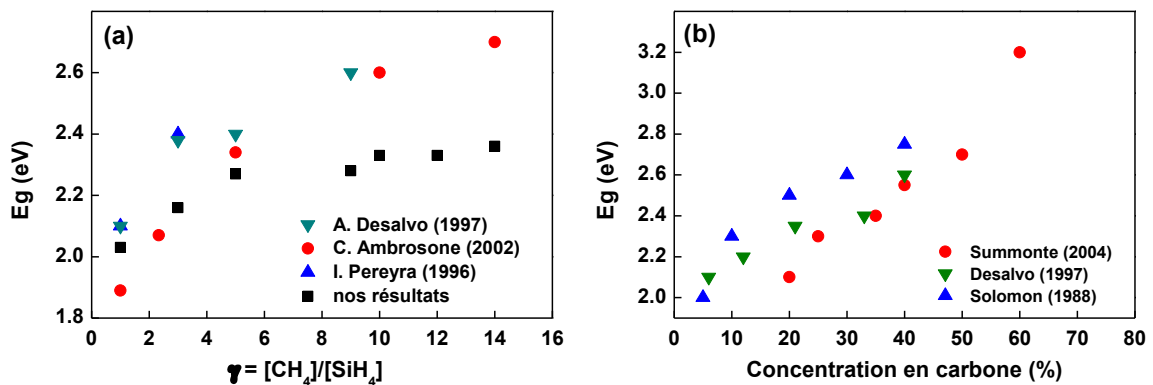 (a)
Eg (eV)
2.6
2.4
2.2
2.0
1.8
A. Desalvo (1997)
C. Ambrosone (2002)
I. Pereyra (1996)
nos résultats
0 2 4 6 8 10 12 14 16
= [CH4]/[SiH4]
(b)
Eg (eV)
3.2
3.0
2.8
2.6
2.4
2.2
2.0
Summonte (2004)
Desalvo (1997)
Solomon (1988)
0 10 20 30 40 50 60 70 80
Concentration en carbone (%)